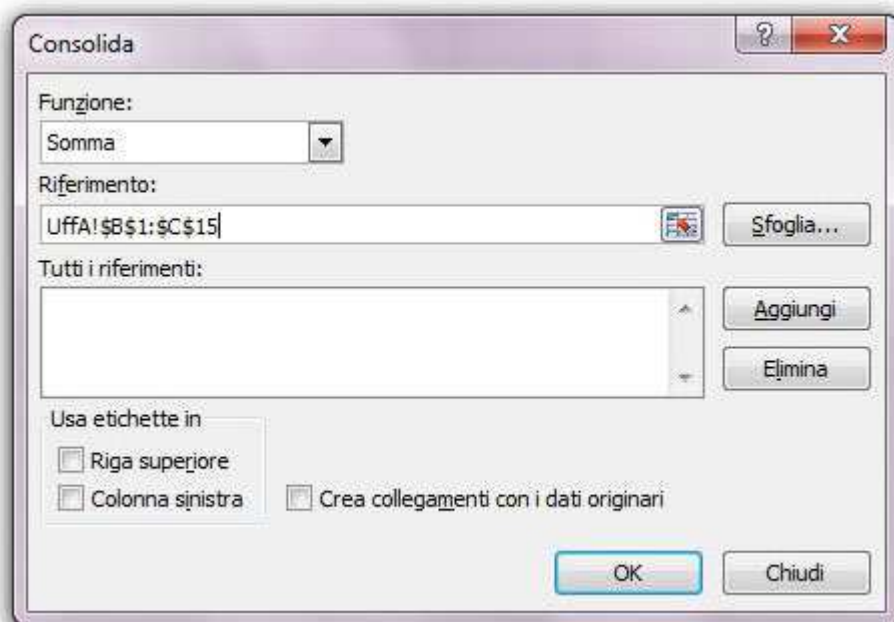 Consolida
Funzione:
Somma
Riferimento:
UffA!$B$1:$C$15
Sfoglia...
Tutti i riferimenti:
Aggiungi
Elimina
Usa etichette in
Riga superiore
Colonna sinistra
Crea collegamenti con i dati originari
OK
Chiudi